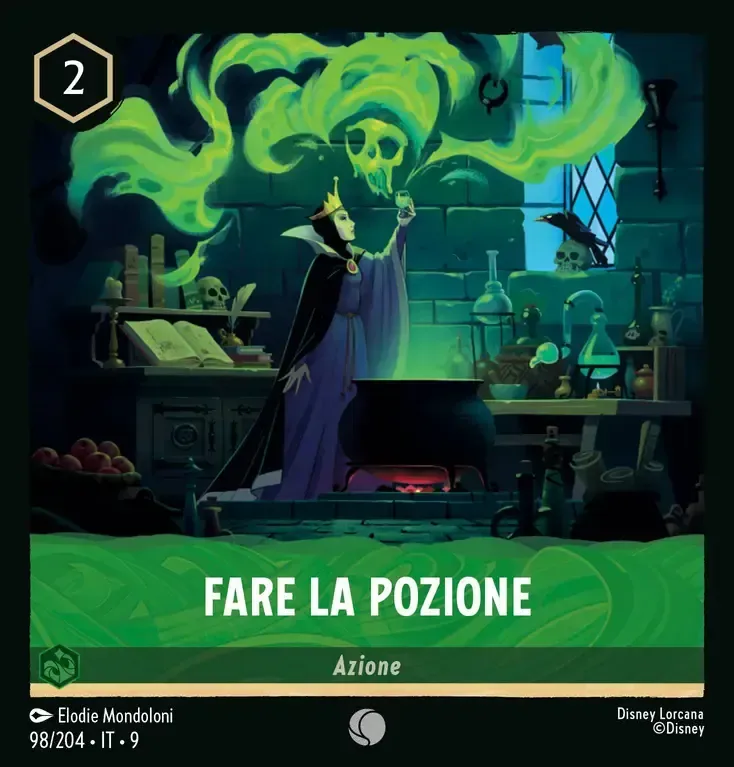 2
FARE LA POZIONE
Azione
Elodie Mondoloni
98/204 • IT • 9
Disney Lorcana
©Disney